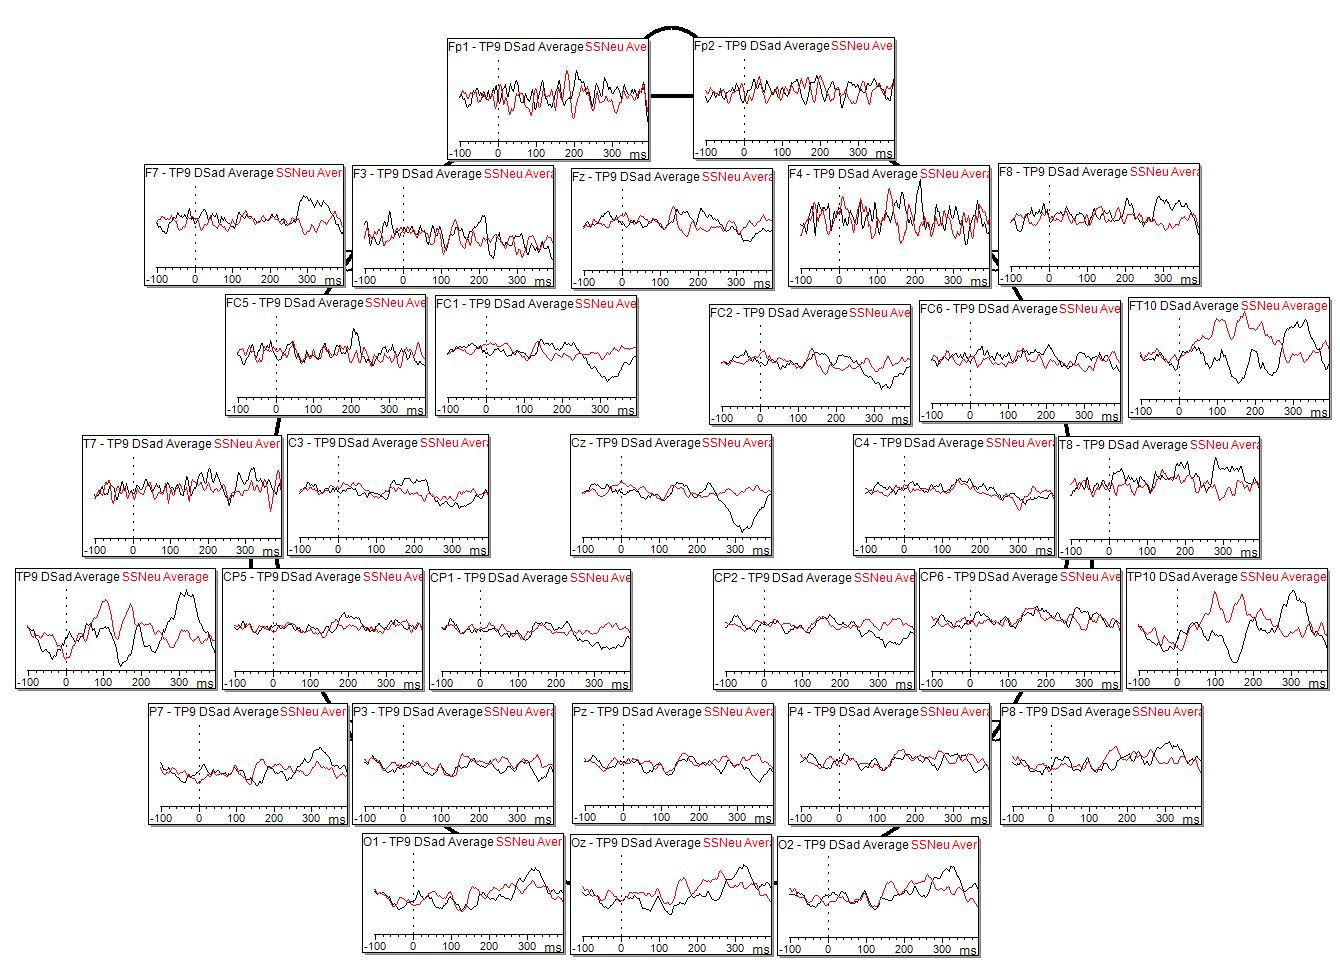 Fp1 - TP9 DSad Average SSNeu Ave
-100 0 100 200 300 ms
Fp2 - TP9 DSad Average SSNeu Ave
-100 0 100 200 300 ms
F7 - TP9 DSad Average SSNeu Aver
-100 0 100 200 300 ms
F3 - TP9 DSad Average SSNeu Avera
-100 0 100 200 300 ms
Fz - TP9 DSad Average SSNeu Avera
-100 0 100 200 300 ms
F4 - TP9 DSad Average SSNeu Avera
-100 0 100 200 300 ms
F8 - TP9 DSad Average SSNeu Avera
-100 0 100 200 300 ms
FC5 - TP9 DSad Average SSNeu Ave
-100 0 100 200 300 ms
FC1 - TP9 DSad Average SSNeu Ave
-100 0 100 200 300 ms
FC2 - TP9 DSad Average SSNeu Ave
-100 0 100 200 300 ms
FC6 - TP9 DSad Average SSNeu Ave
-100 0 100 200 300 ms
FT10 DSad Average SSNeu Average
-100 0 100 200 300 ms
T7 - TP9 DSad Average SSNeu Aver
-100 0 100 200 300 ms
C3 - TP9 DSad Average SSNeu Avera
-100 0 100 200 300 ms
Cz - TP9 DSad Average SSNeu Avera
-100 0 100 200 300 ms
C4 - TP9 DSad Average SSNeu Avera
-100 0 100 200 300 ms
T8 - TP9 DSad Average SSNeu Avera
-100 0 100 200 300 ms
TP9 DSad Average SSNeu Average
-100 0 100 200 300 ms
CP5 - TP9 DSad Average SSNeu Ave
-100 0 100 200 300 ms
CP1 - TP9 DSad Average SSNeu Ave
-100 0 100 200 300 ms
CP2 - TP9 DSad Average SSNeu Ave
-100 0 100 200 300 ms
CP6 - TP9 DSad Average SSNeu Ave
-100 0 100 200 300 ms
TP10 DSad Average SSNeu Average
-100 0 100 200 300 ms
P7 - TP9 DSad Average SSNeu Aver
-100 0 100 200 300 ms
P3 - TP9 DSad Average SSNeu Avera
-100 0 100 200 300 ms
Pz - TP9 DSad Average SSNeu Avera
-100 0 100 200 300 ms
P4 - TP9 DSad Average SSNeu Avera
-100 0 100 200 300 ms
P8 - TP9 DSad Average SSNeu Avera
-100 0 100 200 300 ms
O1 - TP9 DSad Average SSNeu Aver
-100 0 100 200 300 ms
Oz - TP9 DSad Average SSNeu Aver
-100 0 100 200 300 ms
O2 - TP9 DSad Average SSNeu Aver
-100 0 100 200 300 ms